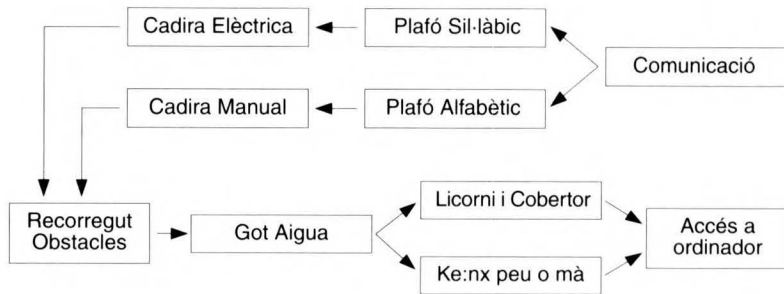 Cadira Elèctrica
Plafó Sil·làbic
Comunicació
Cadira Manual
Plafó Alfabètic
Recorregut
Obstacles
Got Aigua
Licorni i Cobertor
Ke:nx peu o mà
Accés a
ordinador